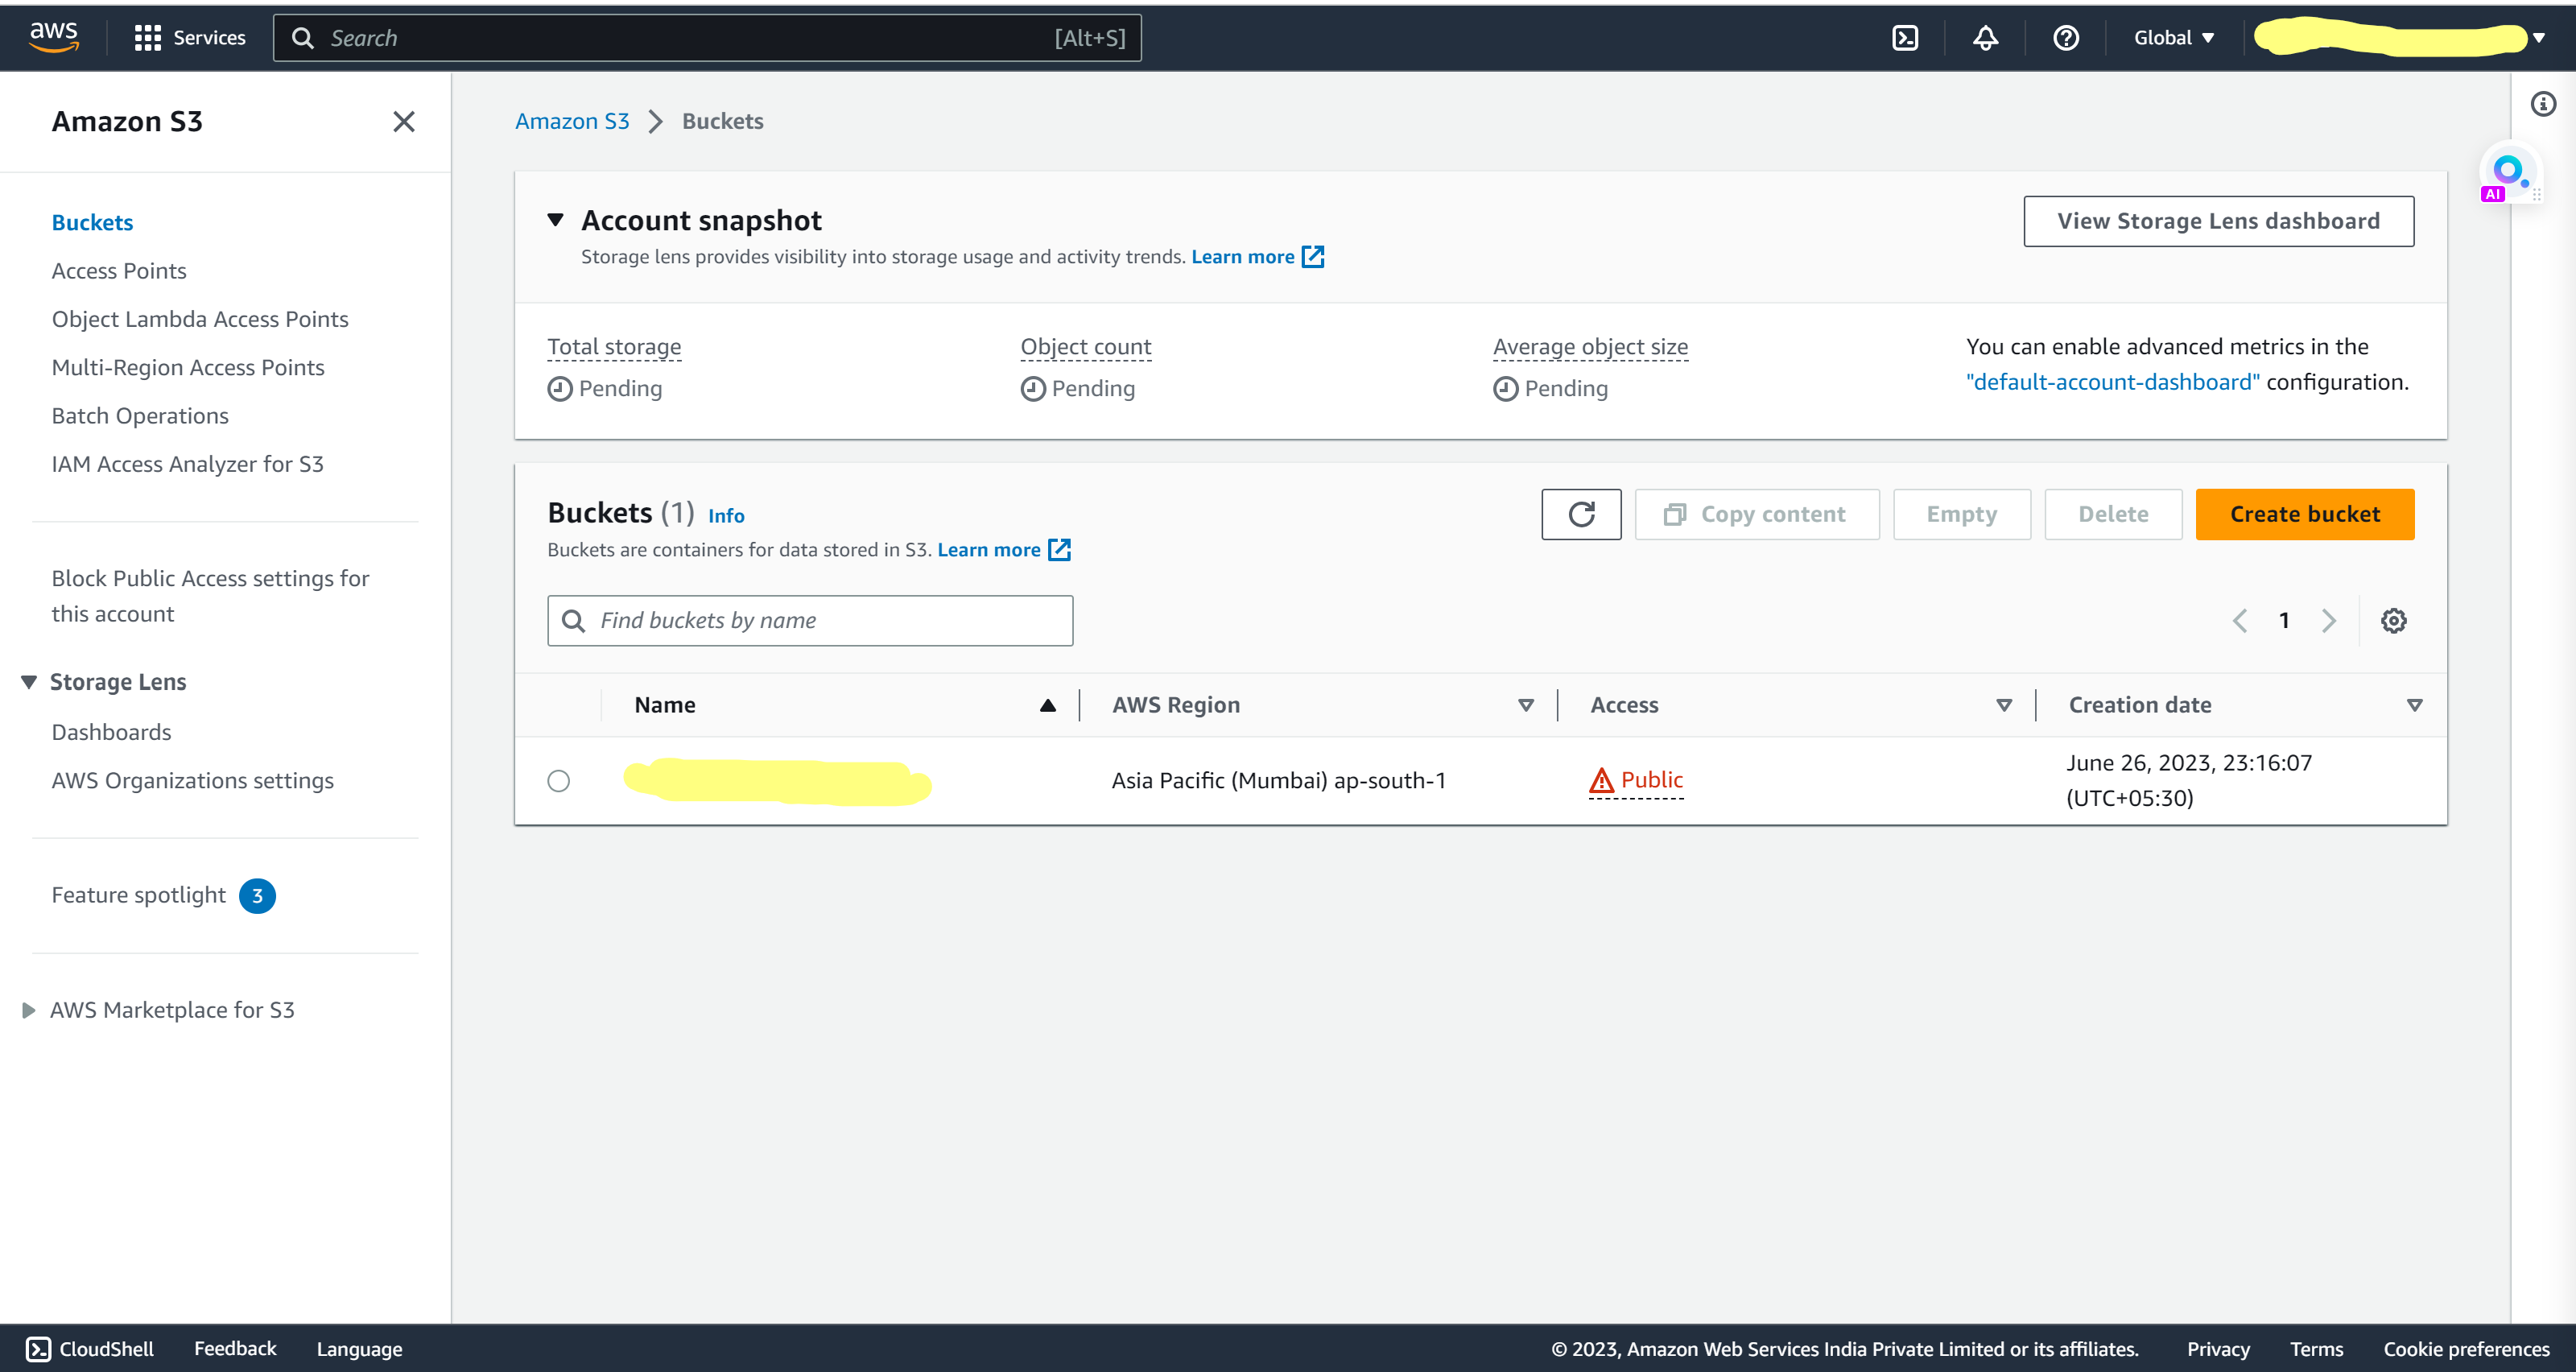 aws
Services
Search
[Alt+S]
Global
Amazon S3
Buckets
Access Points
Object Lambda Access Points
Multi-Region Access Points
Batch Operations
IAM Access Analyzer for S3
Block Public Access settings for
this account
Storage Lens
Dashboards
AWS Organizations settings
Feature spotlight 3
AWS Marketplace for S3
Amazon S3
Buckets
Account snapshot
Storage lens provides visibility into storage usage and activity trends. Learn more
View Storage Lens dashboard
Total storage
Pending
Object count
Pending
Average object size
Pending
You can enable advanced metrics in the
"default-account-dashboard" configuration.
Buckets (1) Info
Buckets are containers for data stored in S3. Learn more
Copy content
Empty
Delete
Create bucket
Find buckets by name
1
Name
AWS Region
Access
Creation date
Asia Pacific (Mumbai) ap-south-1
Public
June 26, 2023, 23:16:07
(UTC+05:30)
AI
CloudShell
Feedback
Language
© 2023, Amazon Web Services India Private Limited or its affiliates.
Privacy
Terms
Cookie preferences